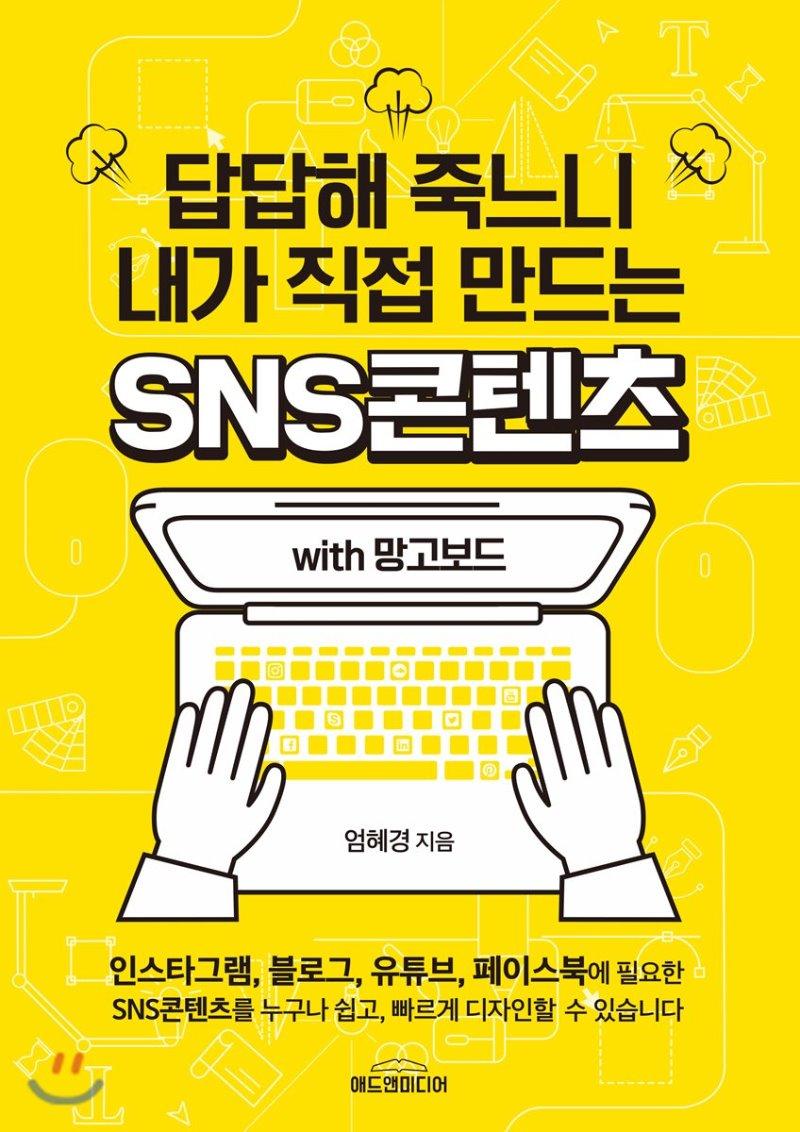 답답해 죽느니
내가 직접 만드는
SNS콘텐츠
with 망고보드
엄혜경 지음
인스타그램, 블로그, 유튜브, 페이스북에 필요한
SNS콘텐츠를 누구나 쉽고, 빠르게 디자인할 수 있습니다
애드앤미디어